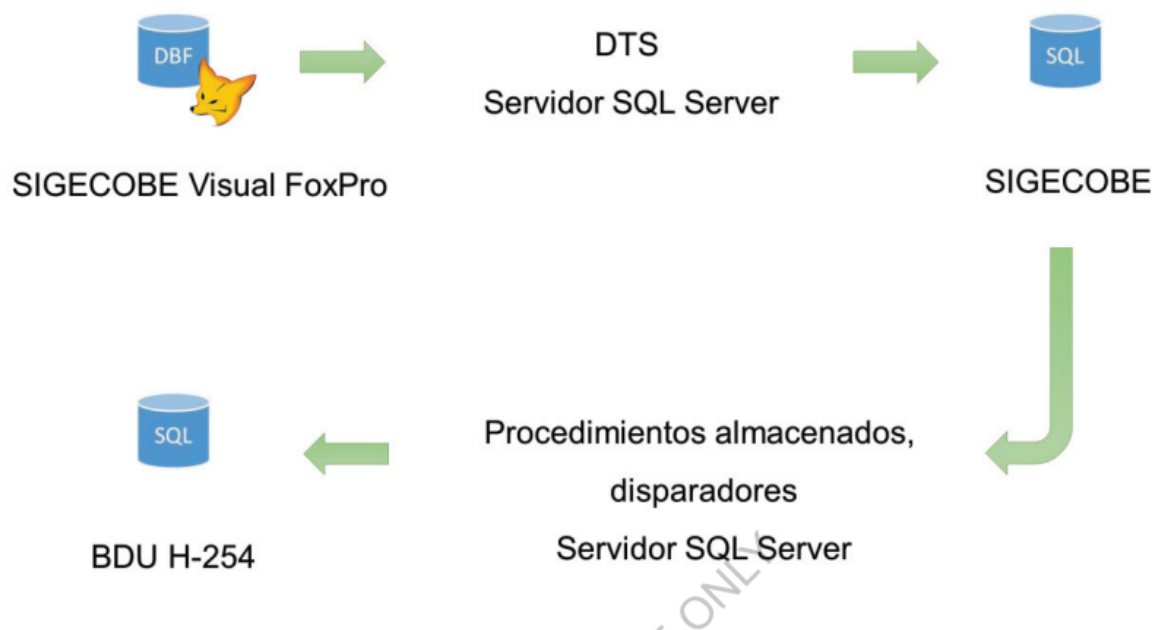 DBF
DTS
Servidor SQL Server
SQL
SIGECOBE Visual FoxPro
SIGECOBE
SQL
Procedimientos almacenados,
disparadores
Servidor SQL Server
BDU H-254
ONLY